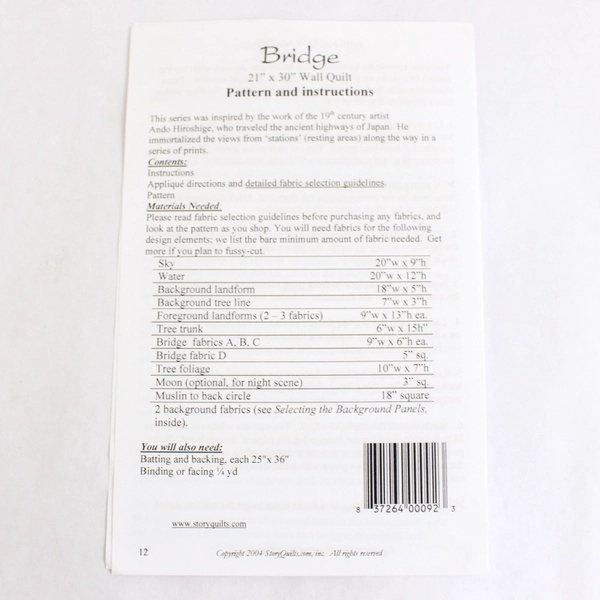 Bridge
21" x 30" Wall Quilt
Pattern and instructions
This series was inspired by the work of the 19th century artist
Ando Hiroshige, who traveled the ancient highways of Japan. He
immortalized the views from 'stations' (resting areas) along the way in a
series of prints.
Contents:
Instructions
Appliqué directions and detailed fabric selection guidelines.
Pattern
Materials Needed:
Please read fabric selection guidelines before purchasing any fabrics, and
look at the pattern as you shop. You will need fabrics for the following
design elements; we list the bare minimum amount of fabric needed. Get
more if you plan to fussy-cut.
Sky 20"w x 9"h
Water 20"w x 12"h
Background landform 18"w x 5"h
Background tree line 7"w x 3"h
Foreground landforms (2 – 3 fabrics) 9"w x 13"h ea.
Tree trunk 6"w x 15h"
Bridge fabrics A, B, C 9"w x 6"h ea.
Bridge fabric D 5" sq.
Tree foliage 10"w x 7"h
Moon (optional, for night scene) 3" sq.
Muslin to back circle 18" square
2 background fabrics (see Selecting the Background Panels,
inside).
You will also need:
Batting and backing, each 25"x 36"
Binding or facing ¼ yd
8 37264 00092 3
www.storyquilts.com
12 Copyright 2004 StoryQuilts.com, inc. All rights reserved